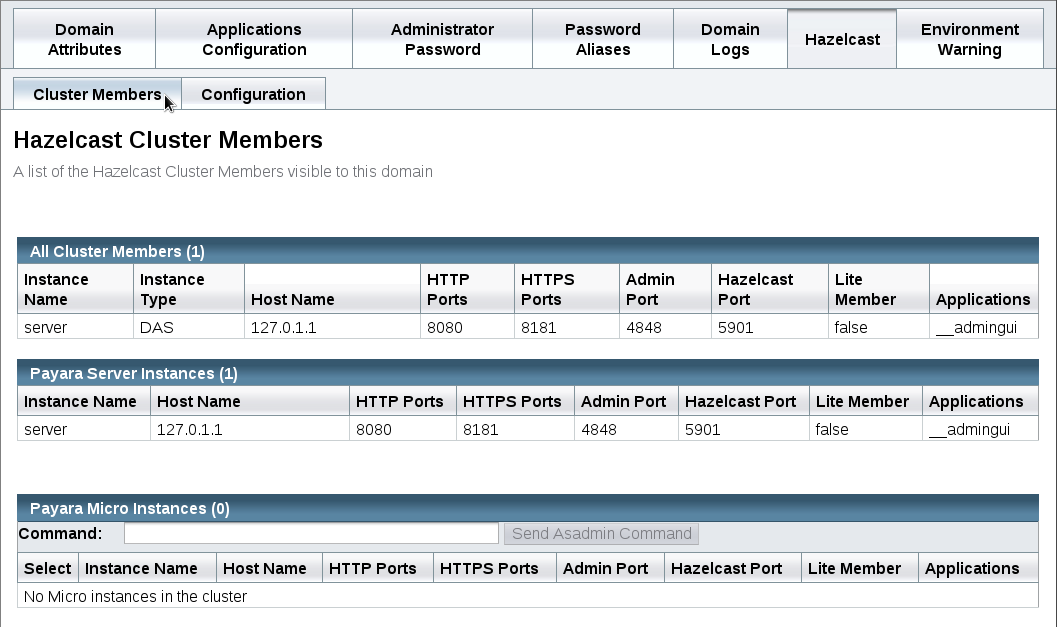 Domain Attributes
Applications Configuration
Administrator Password
Password Aliases
Domain Logs
Hazelcast
Environment Warning
Cluster Members
Configuration
Hazelcast Cluster Members
A list of the Hazelcast Cluster Members visible to this domain
All Cluster Members (1)
Instance Name Instance Type Host Name HTTP Ports HTTPS Ports Admin Port Hazelcast Port Lite Member Applications
server DAS 127.0.1.1 8080 8181 4848 5901 false __admingui
Payara Server Instances (1)
Instance Name Host Name HTTP Ports HTTPS Ports Admin Port Hazelcast Port Lite Member Applications
server 127.0.1.1 8080 8181 4848 5901 false __admingui
Payara Micro Instances (0)
Command: Send Asadmin Command
Select Instance Name Host Name HTTP Ports HTTPS Ports Admin Port Hazelcast Port Lite Member Applications
No Micro instances in the cluster